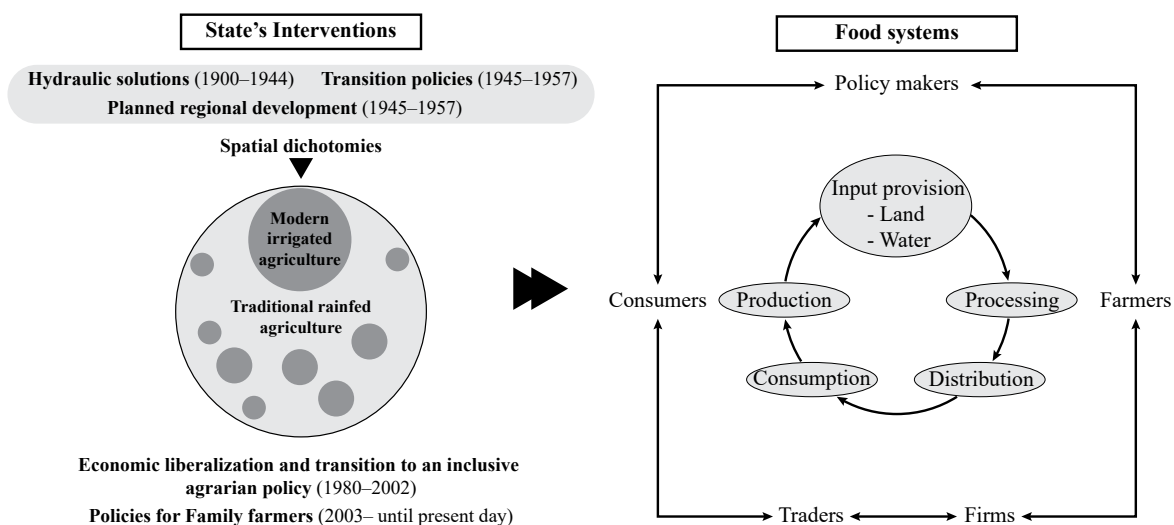 State's Interventions
Hydraulic solutions (1900–1944) Transition policies (1945–1957)
Planned regional development (1945–1957)
Spatial dichotomies
Modern
irrigated
agriculture
Traditional rainfed
agriculture
Economic liberalization and transition to an inclusive
agrarian policy (1980–2002)
Policies for Family farmers (2003– until present day)
Food systems
Policy makers
Input provision
- Land
- Water
Consumers
Production
Processing
Farmers
Consumption
Distribution
Traders
Firms